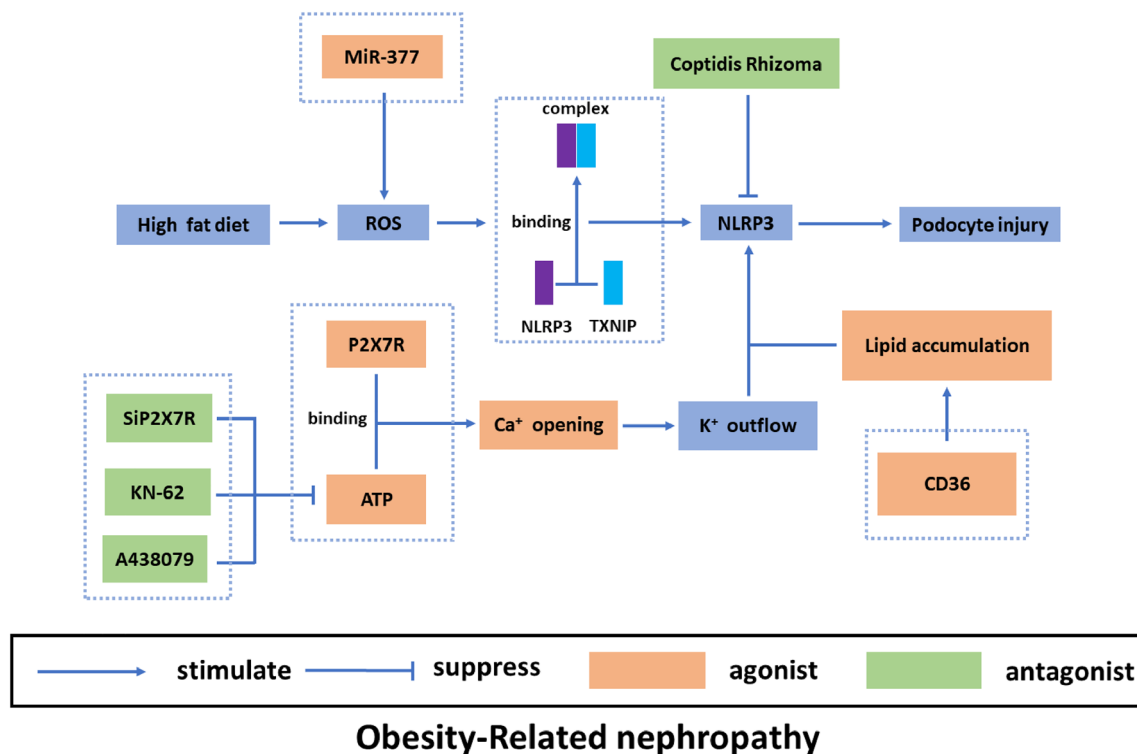 MiR-377
Coptidis Rhizoma
complex
High fat diet
ROS
binding
NLRP3
Podocyte injury
NLRP3
TXNIP
P2X7R
Lipid accumulation
SiP2X7R
binding
Ca⁺ opening
K⁺ outflow
KN-62
ATP
CD36
A438079
stimulate
suppress
agonist
antagonist
Obesity-Related nephropathy